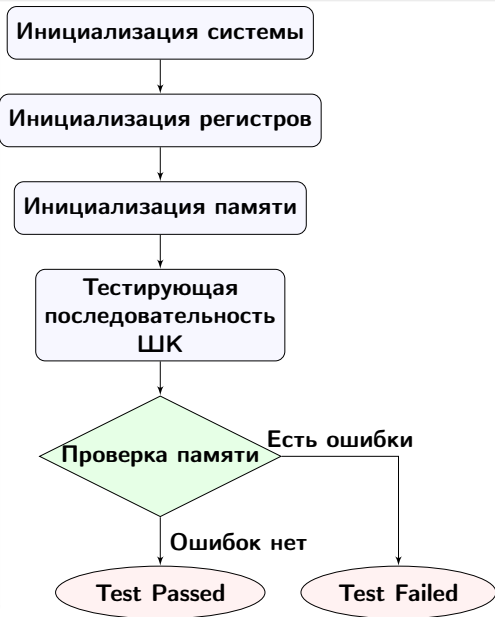 Инициализация системы
Инициализация регистров
Инициализация памяти
Тестирующая
последовательность
ШК
Есть ошибки
Проверка памяти
Ошибок нет
Test Passed
Test Failed